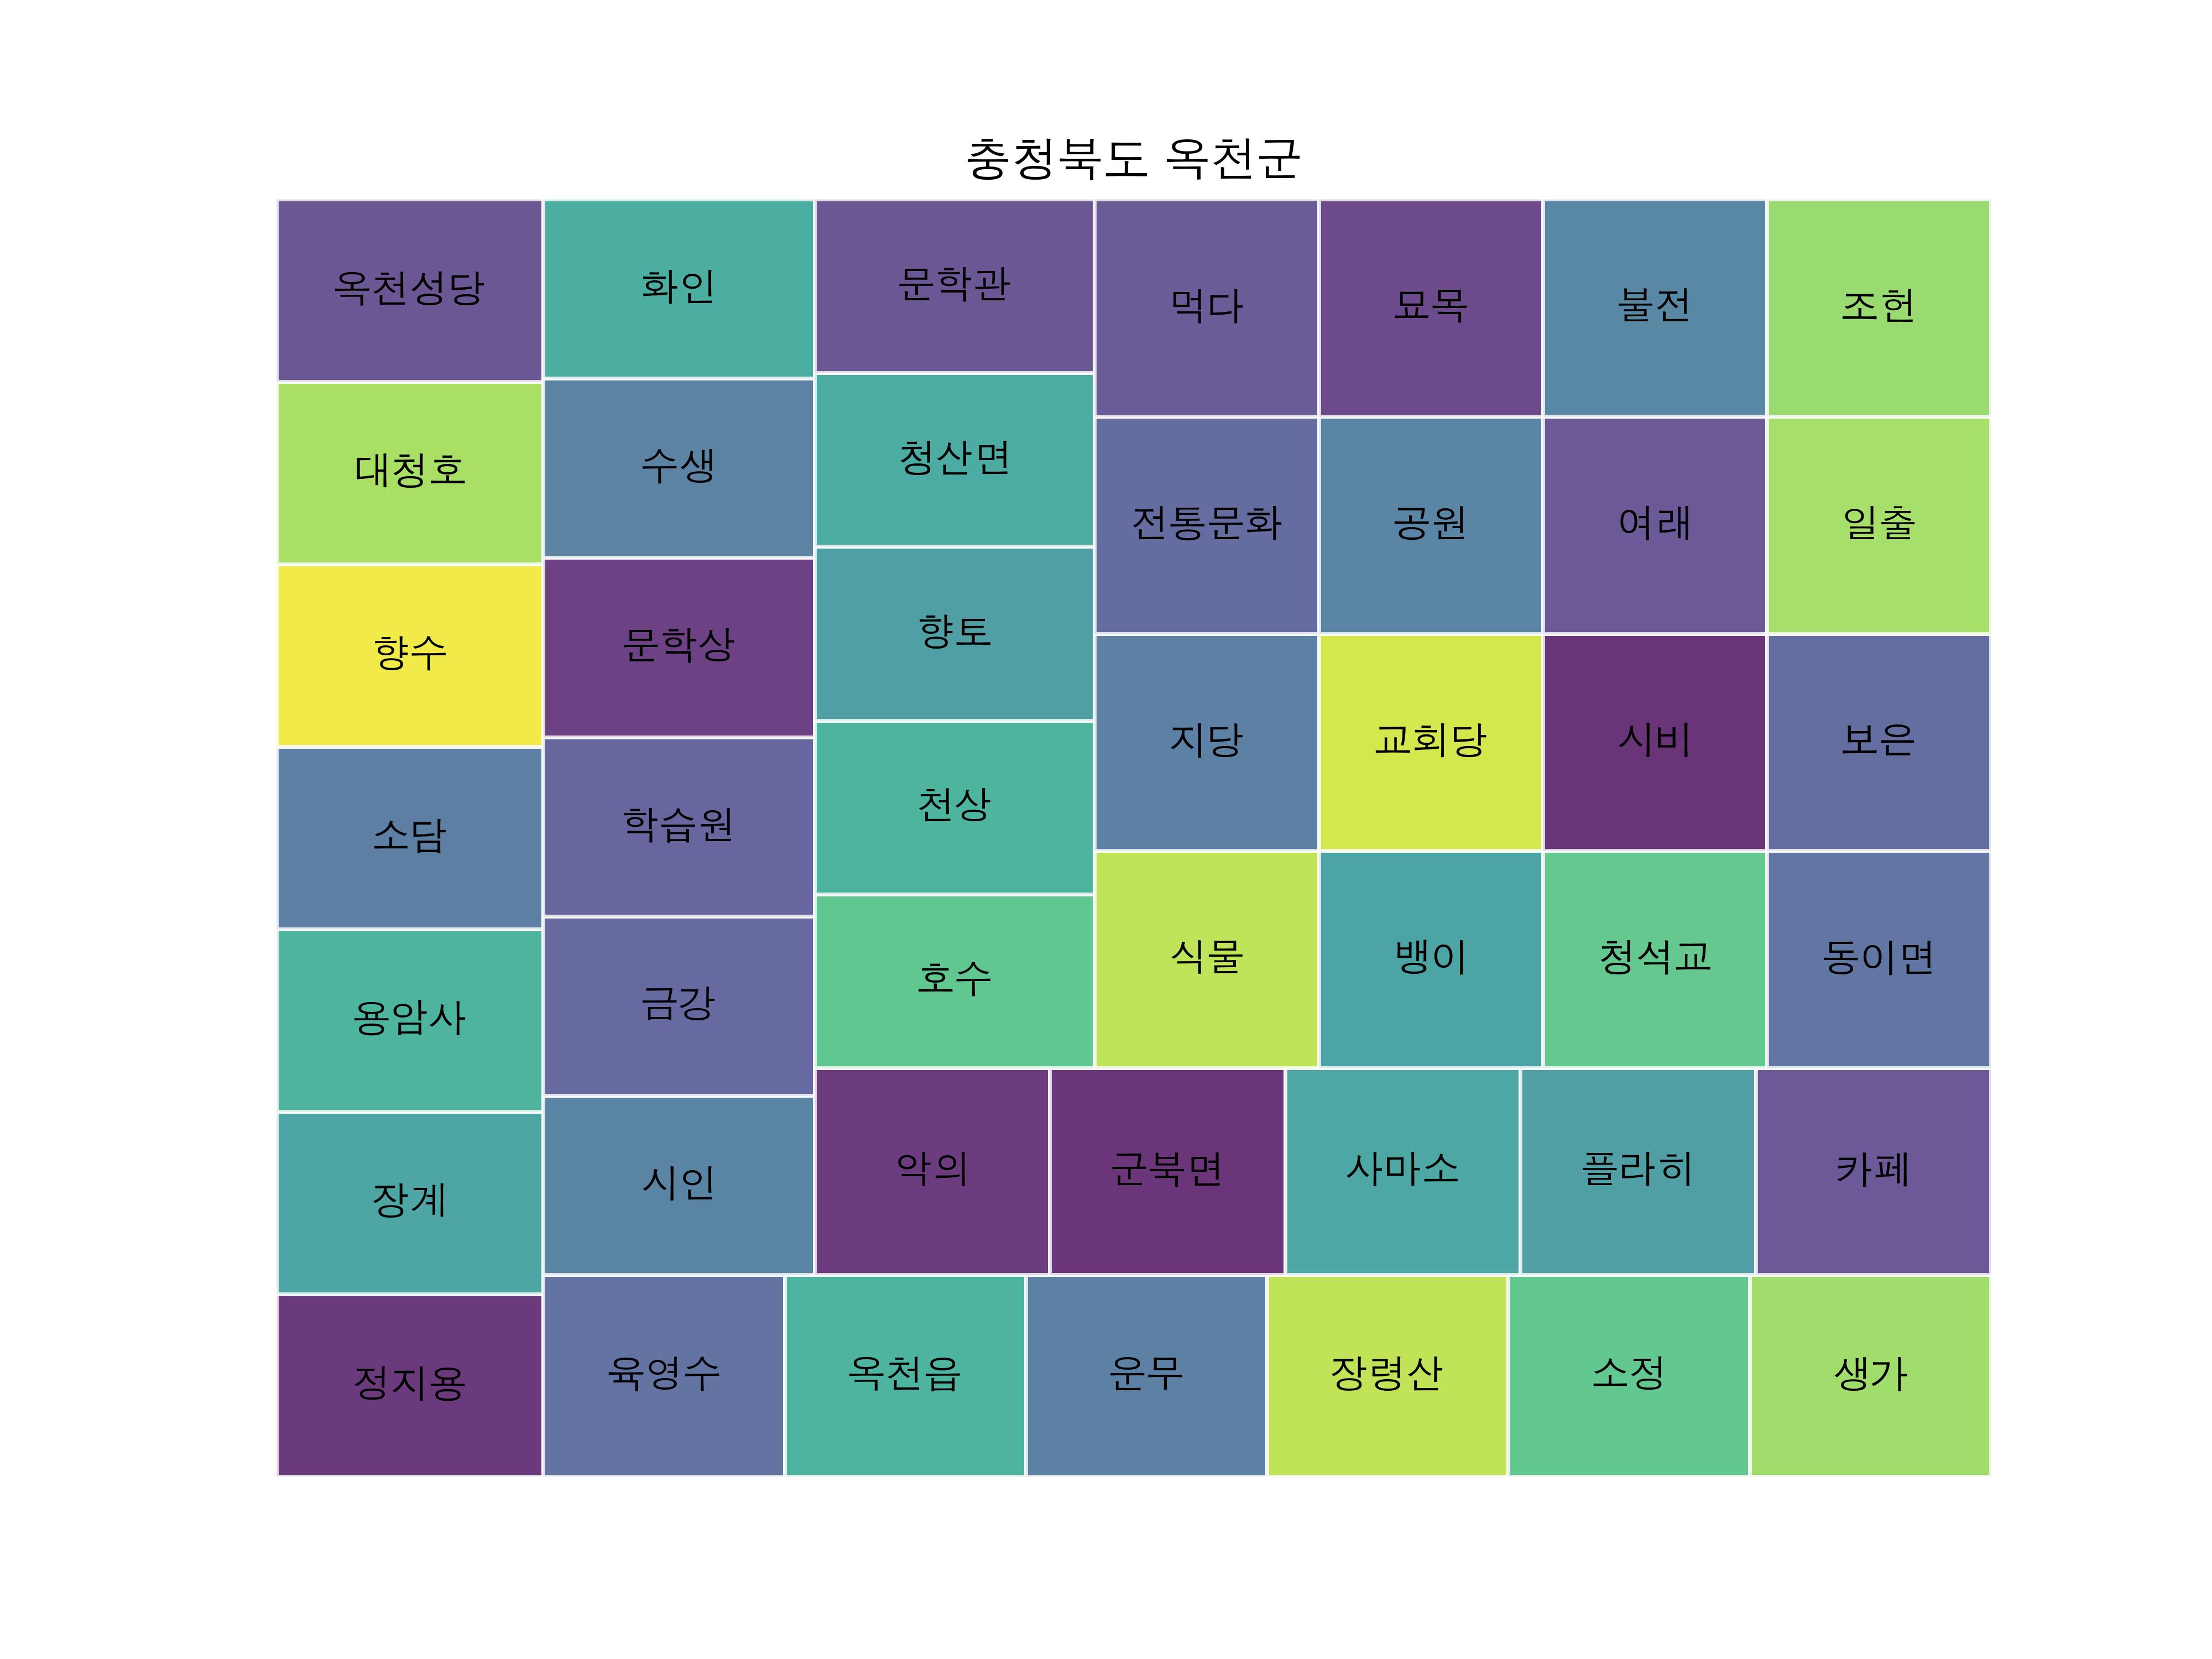 충청북도 옥천군
옥천성당
대청호
향수
소담
용암사
장계
정지용
화인
수생
문학상
학습원
금강
시인
문학관
청산면
향토
천상
호수
먹다
묘목
불전
조헌
전통문화
공원
여래
일출
지당
교회당
시비
보은
식물
뱅이
청석교
동이면
악의
군북면
사마소
플라히
카페
육영수
옥천읍
운무
장령산
소정
생가